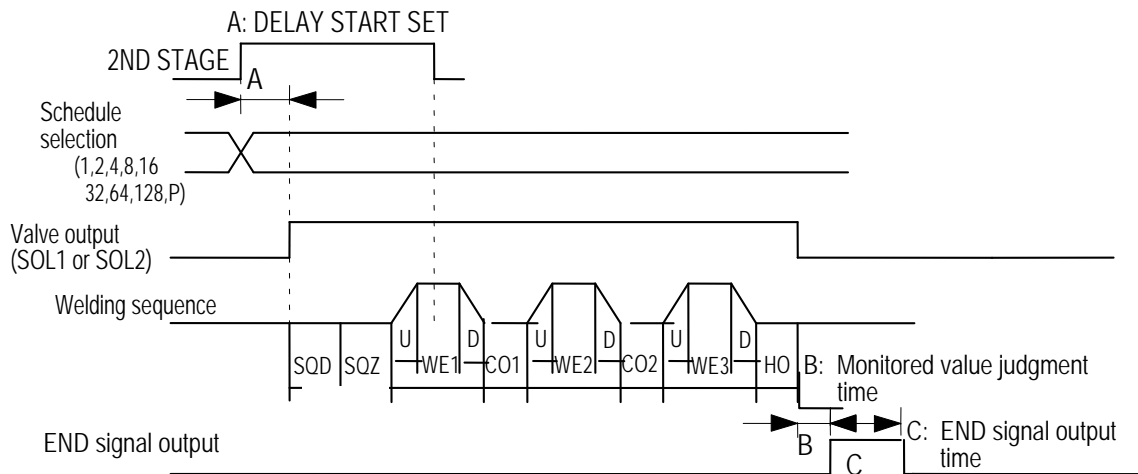 A: DELAY START SET
2ND STAGE
A
Schedule
selection
(1,2,4,8,16
32,64,128,P)
Valve output
(SOL1 or SOL2)
Welding sequence
U D U D U D
SQD SQZ WE1 CO1 WE2 CO2 WE3 HO
B: Monitored value judgment
time
END signal output
B
C
C: END signal output
time